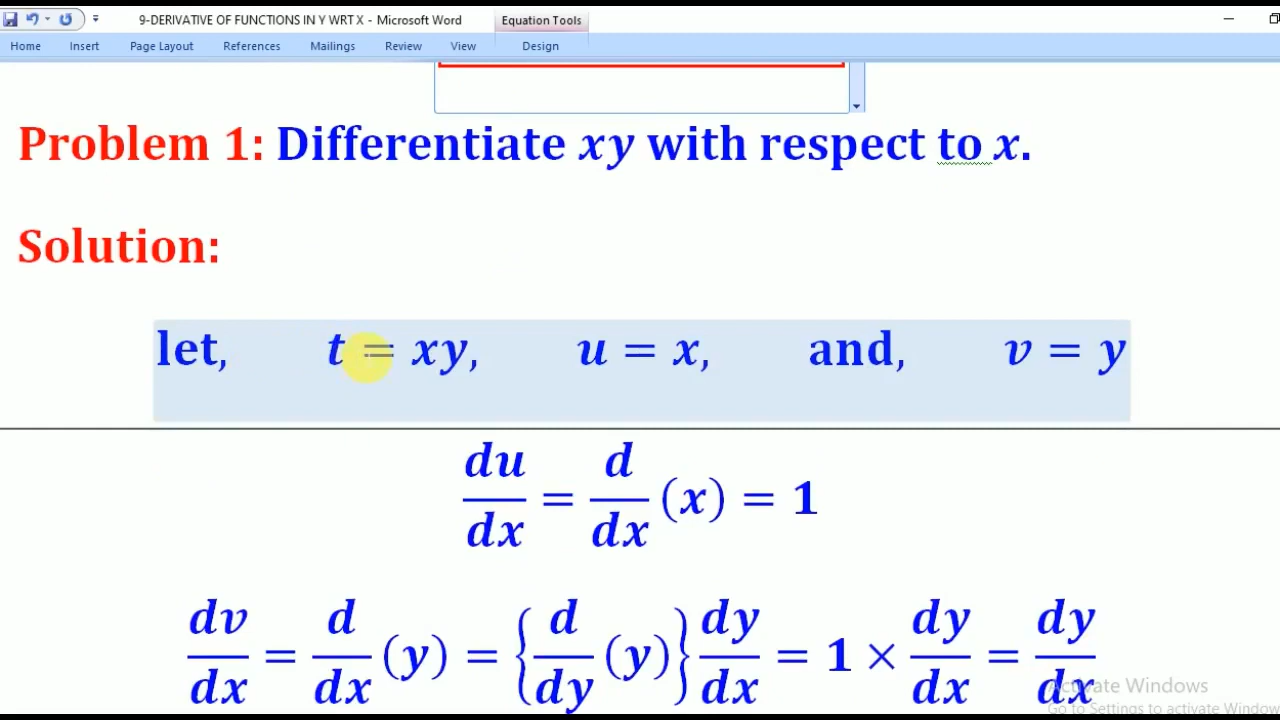 9-DERIVATIVE OF FUNCTIONS IN Y WRT X - Microsoft Word
Equation Tools
Home Insert Page Layout References Mailings Review View Design
Problem 1: Differentiate xy with respect to x.
Solution:
let, t = xy, u = x, and, v = y
du/dx = d/dx (x) = 1
dv/dx = d/dx (y) = {d/dy (y)} dy/dx = 1 × dy/dx = dy/dx
Activate Windows
Go to Settings to activate Window